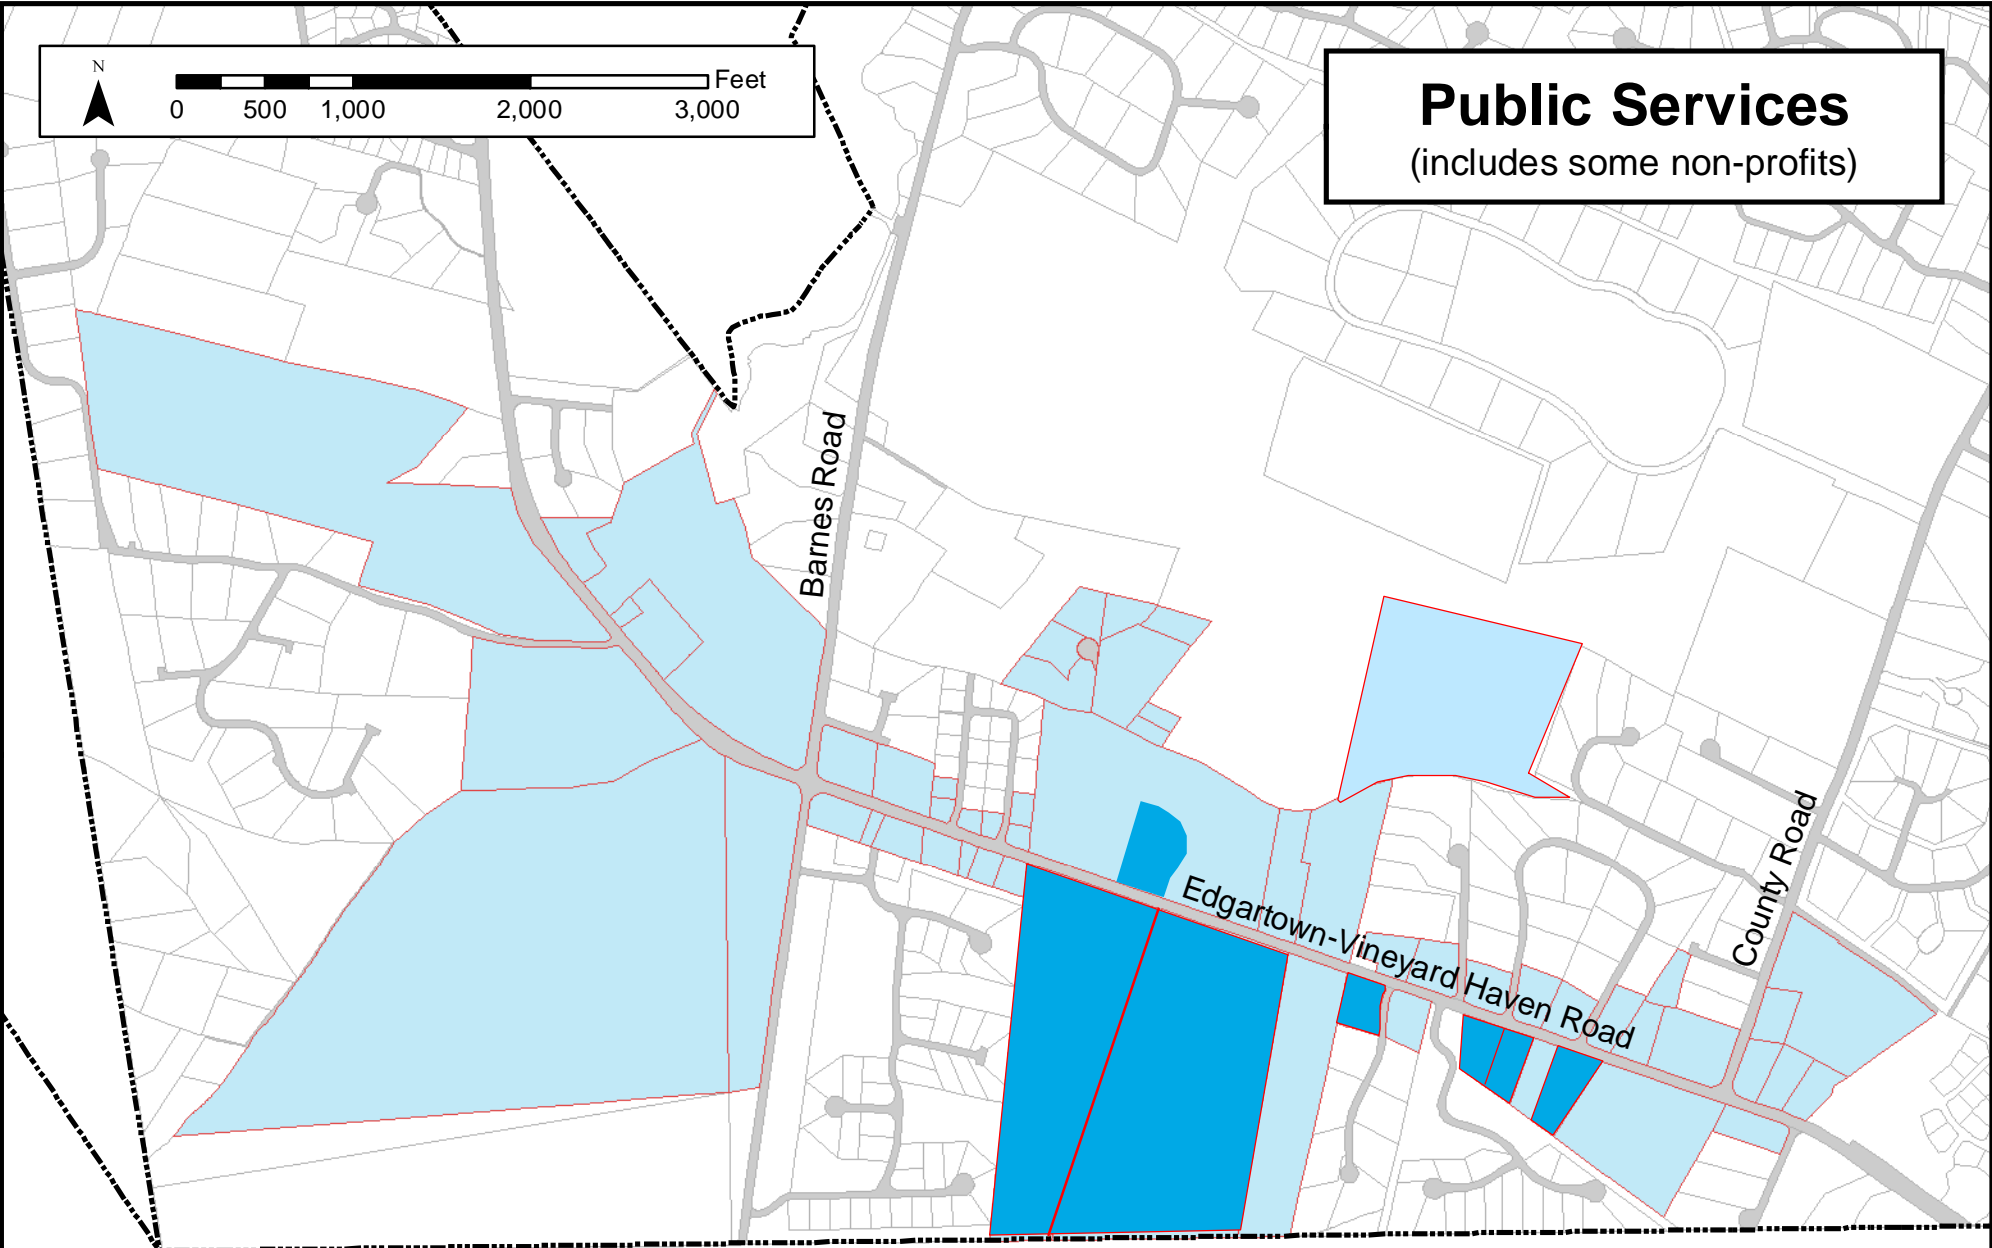 N
Feet
0 500 1,000 2,000 3,000
Public Services
(includes some non-profits)
Barnes Road
Edgartown-Vineyard Haven Road
County Road